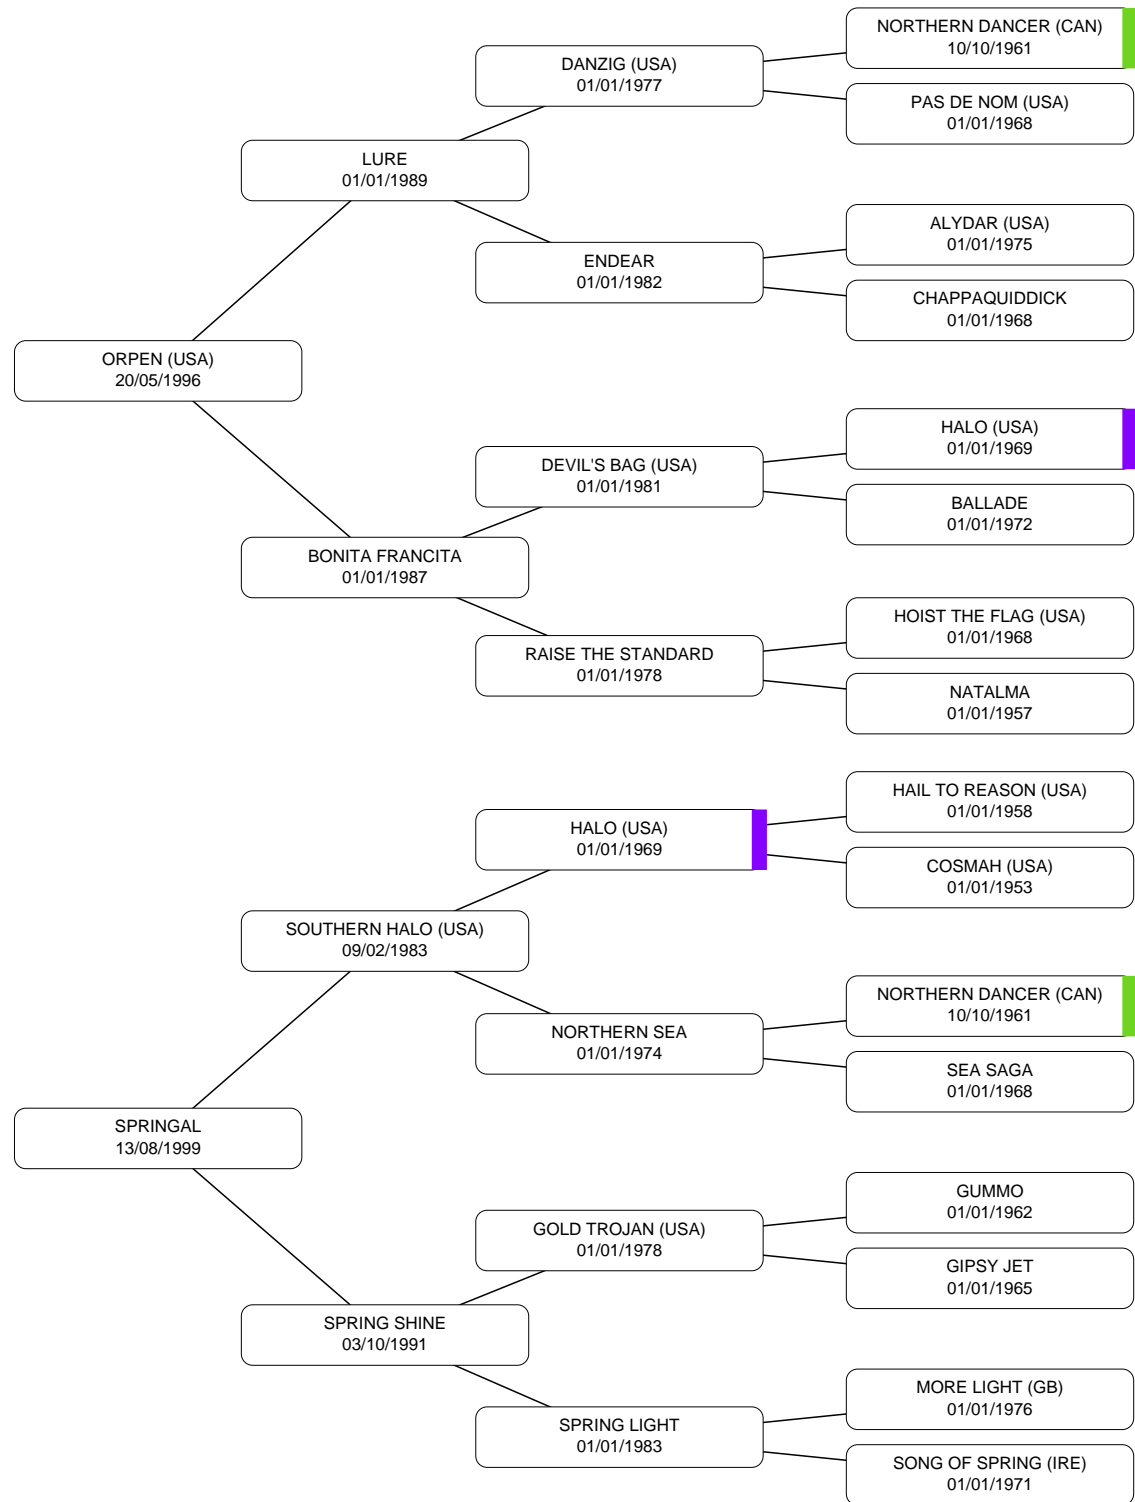 NORTHERN DANCER (CAN)
10/10/1961
DANZIG (USA)
01/01/1977
PAS DE NOM (USA)
01/01/1968
LURE
01/01/1989
ALYDAR (USA)
01/01/1975
ENDEAR
01/01/1982
CHAPPAQUIDDICK
01/01/1968
ORPEN (USA)
20/05/1996
HALO (USA)
01/01/1969
DEVIL'S BAG (USA)
01/01/1981
BALLADE
01/01/1972
BONITA FRANCITA
01/01/1987
HOIST THE FLAG (USA)
01/01/1968
RAISE THE STANDARD
01/01/1978
NATALMA
01/01/1957
HAIL TO REASON (USA)
01/01/1958
HALO (USA)
01/01/1969
COSMAH (USA)
01/01/1953
SOUTHERN HALO (USA)
09/02/1983
NORTHERN DANCER (CAN)
10/10/1961
NORTHERN SEA
01/01/1974
SEA SAGA
01/01/1968
SPRINGAL
13/08/1999
GUMMO
01/01/1962
GOLD TROJAN (USA)
01/01/1978
GIPSY JET
01/01/1965
SPRING SHINE
03/10/1991
MORE LIGHT (GB)
01/01/1976
SPRING LIGHT
01/01/1983
SONG OF SPRING (IRE)
01/01/1971